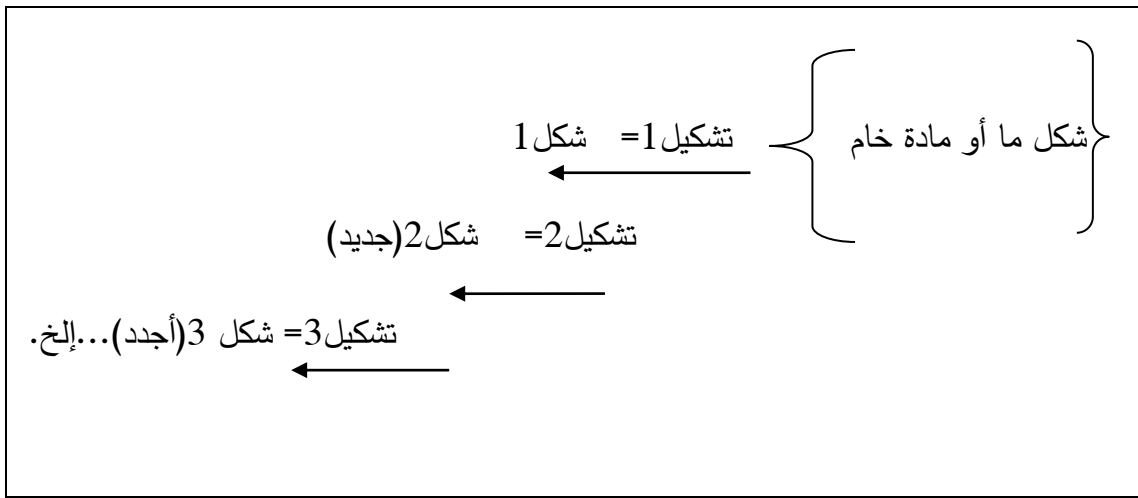 شكل ما أو مادة خام تشكيل1= شكل1
تشكيل2= شكل2(جديد)
تشكيل3= شكل 3(أجدد)...إلخ.